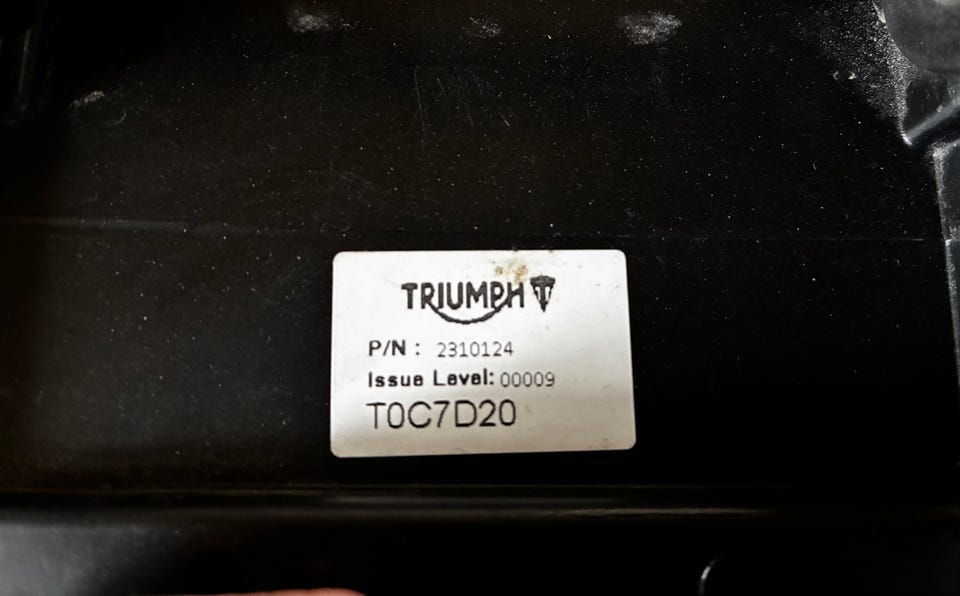 TRIUMPH
P/N : 2310124
Issue Level: 00009
T0C7D20